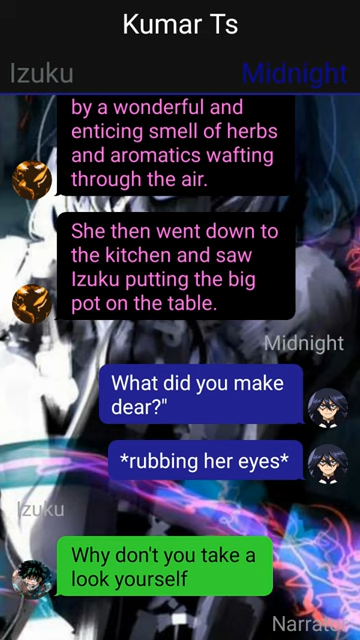 Kumar Ts
Izuku Midnight
by a wonderful and
enticing smell of herbs
and aromatics wafting
through the air.
She then went down to
the kitchen and saw
Izuku putting the big
pot on the table.
Midnight
What did you make
dear?"
*rubbing her eyes*
Izuku
Why don't you take a
look yourself
Narrator